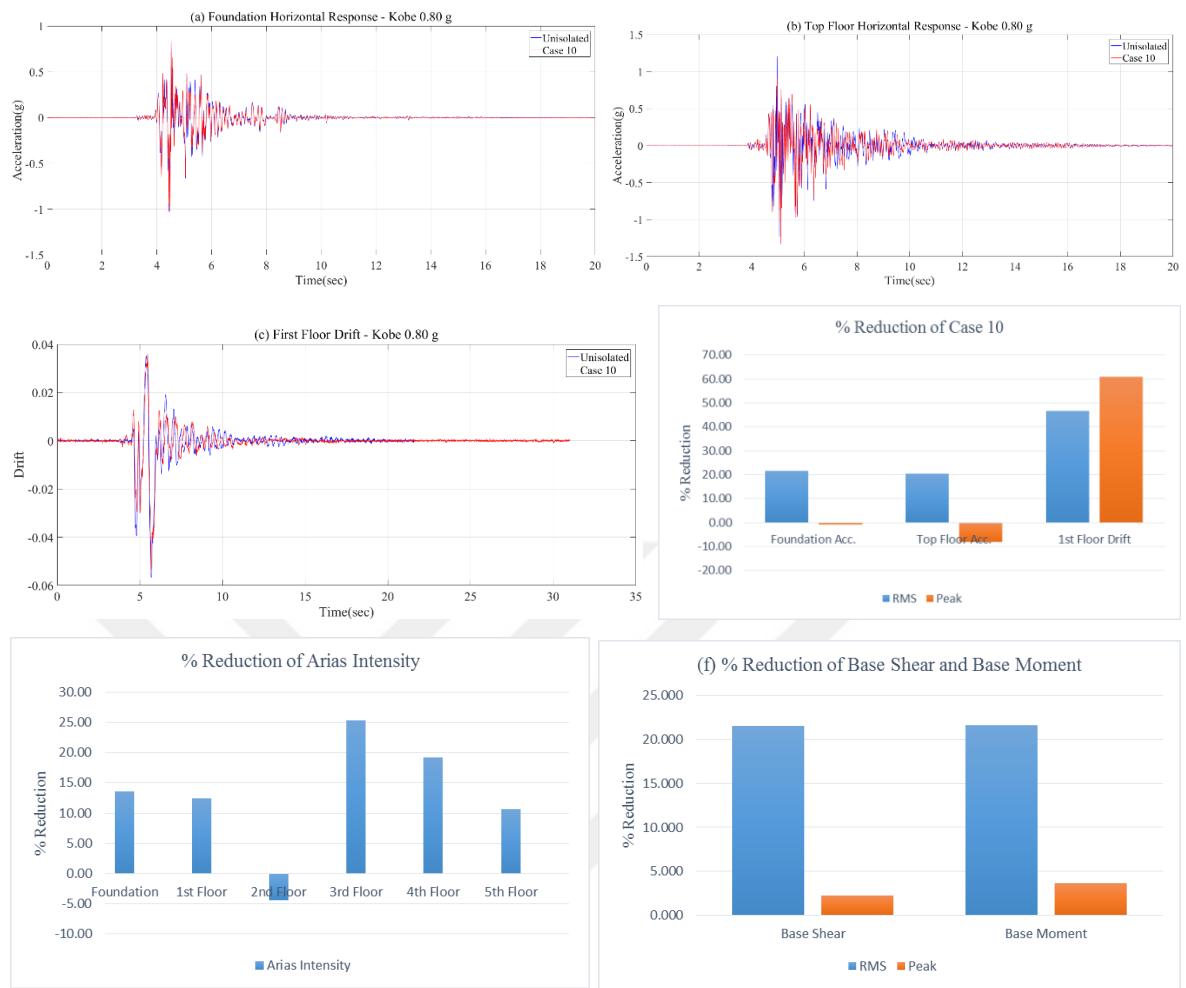 (a) Foundation Horizontal Response - Kobe 0.80 g
1
0.5
0
-0.5
-1
-1.5
Acceleration(g)
Unisolated
Case 10
0 2 4 6 8 10 12 14 16 18 20
Time(sec)
(b) Top Floor Horizontal Response - Kobe 0.80 g
1.5
1
0.5
0
-0.5
-1
-1.5
Acceleration(g)
Unisolated
Case 10
0 2 4 6 8 10 12 14 16 18 20
Time(sec)
(c) First Floor Drift - Kobe 0.80 g
0.04
0.02
0
-0.02
-0.04
-0.06
Drift
Unisolated
Case 10
0 5 10 15 20 25 30 35
Time(sec)
% Reduction of Case 10
70.00
60.00
50.00
40.00
30.00
20.00
10.00
0.00
-10.00
-20.00
% Reduction
Foundation Acc. Top Floor Acc. 1st Floor Drift
RMS Peak
% Reduction of Arias Intensity
30.00
25.00
20.00
15.00
10.00
5.00
0.00
-5.00
-10.00
% Reduction
Foundation 1st Floor 2nd Floor 3rd Floor 4th Floor 5th Floor
Arias Intensity
(f) % Reduction of Base Shear and Base Moment
25.000
20.000
15.000
10.000
5.000
0.000
% Reduction
Base Shear Base Moment
RMS Peak